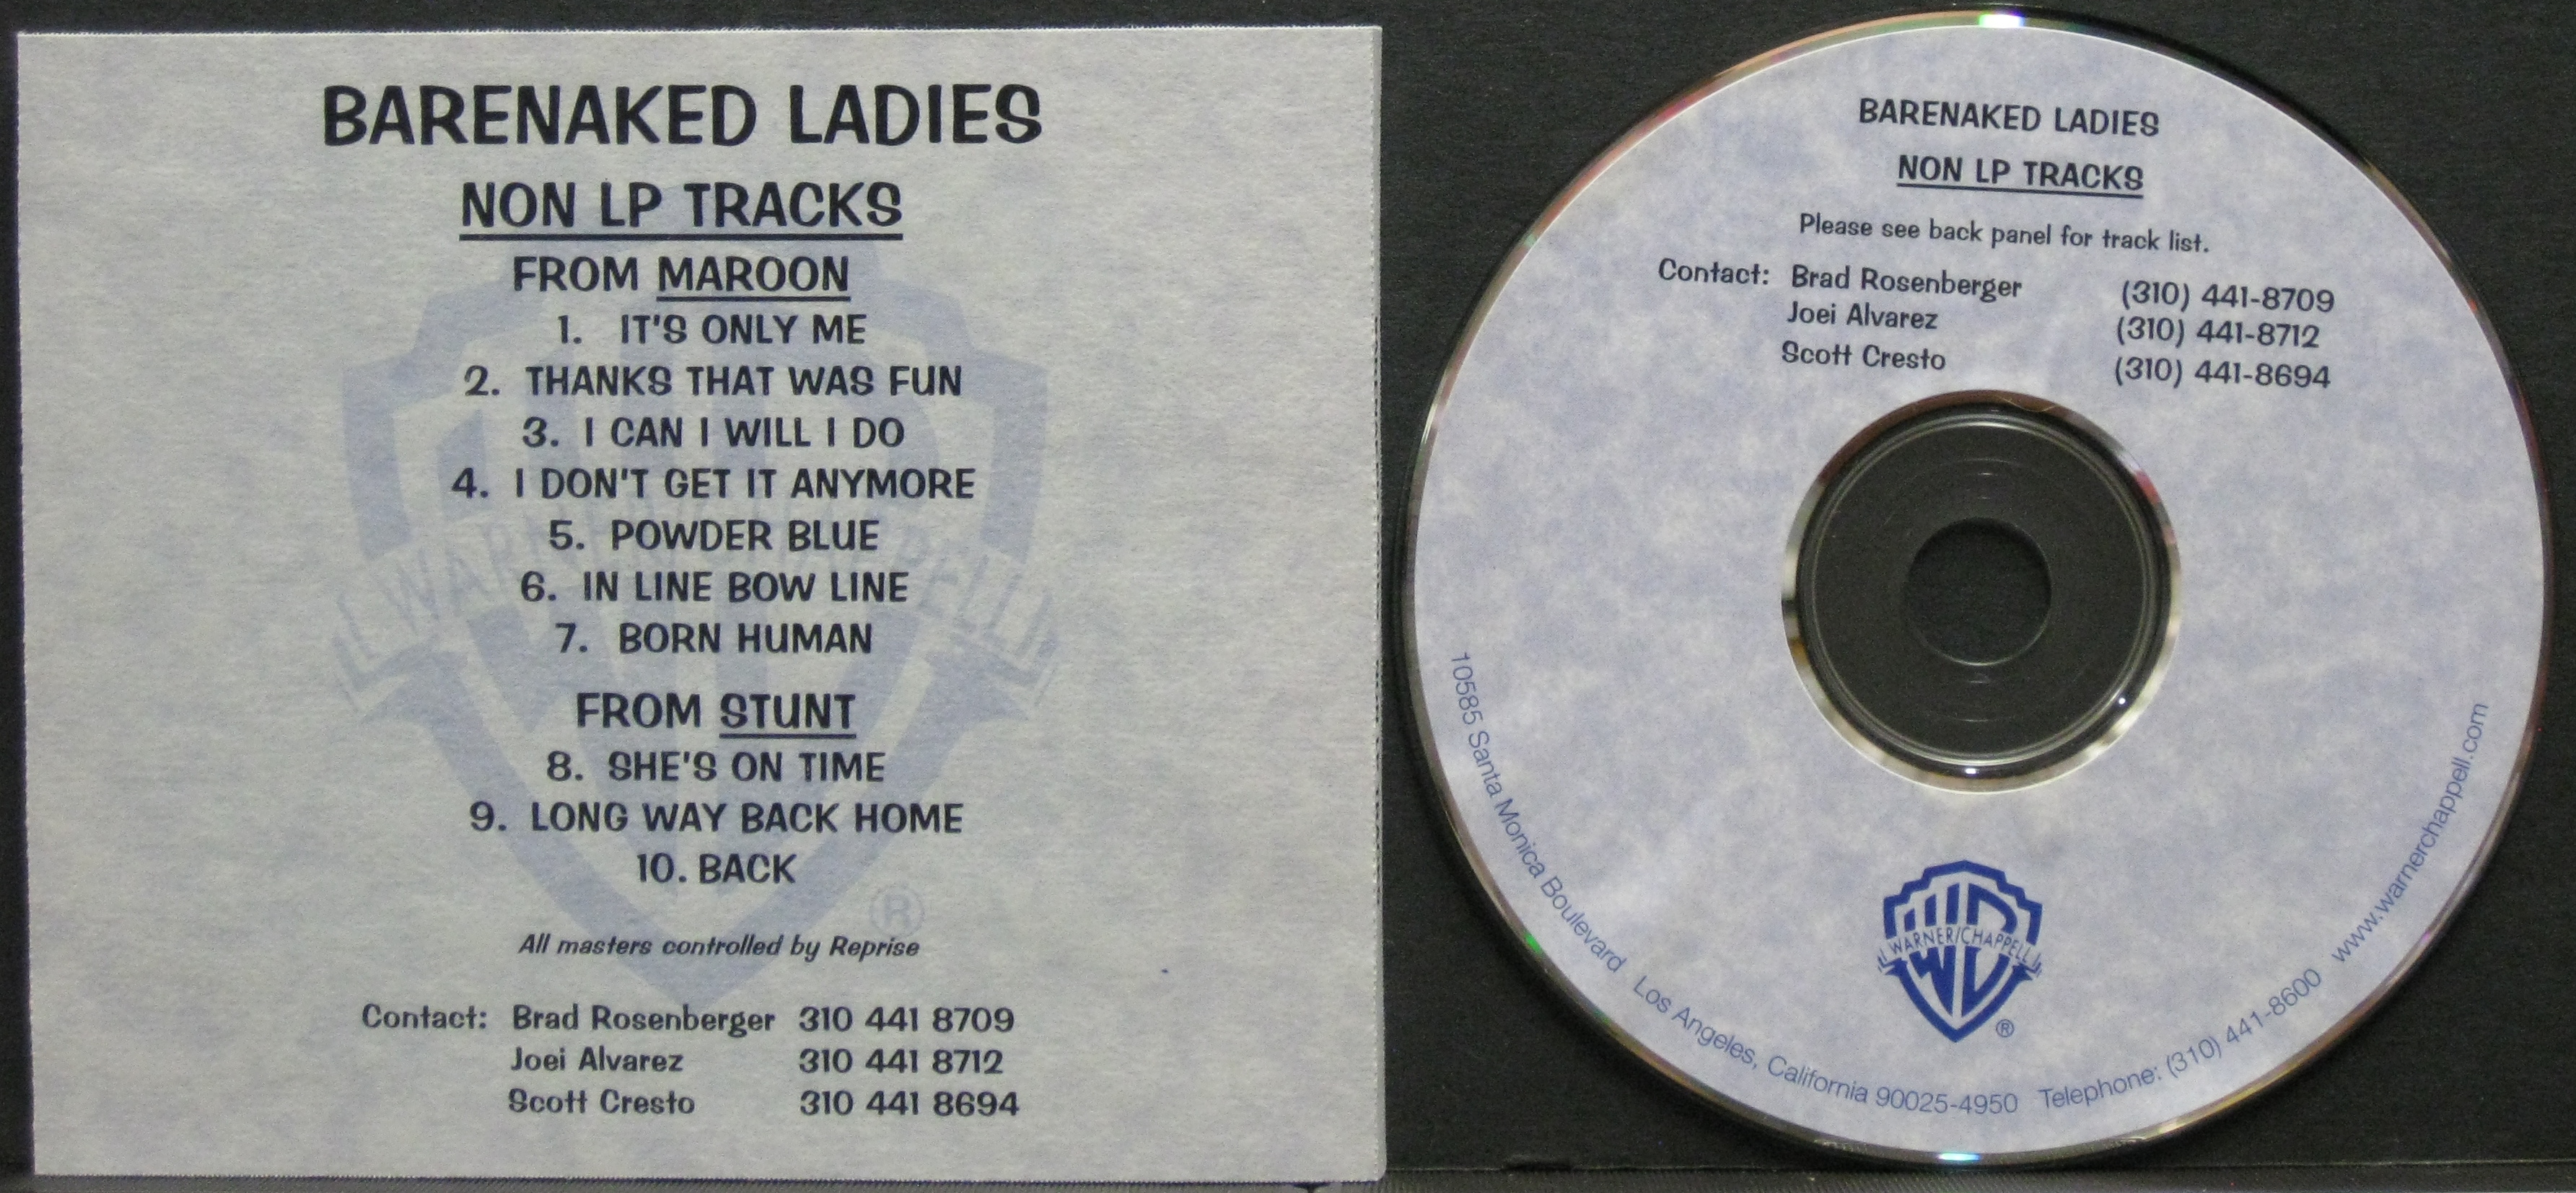 BARENAKED LADIES
NON LP TRACKS
FROM MAROON
1. IT'S ONLY ME
2. THANKS THAT WAS FUN
3. I CAN I WILL I DO
4. I DON'T GET IT ANYMORE
5. POWDER BLUE
6. IN LINE BOW LINE
7. BORN HUMAN
FROM STUNT
8. SHE'S ON TIME
9. LONG WAY BACK HOME
10. BACK
®
All masters controlled by Reprise
Contact: Brad Rosenberger 310 441 8709
Joei Alvarez 310 441 8712
Scott Cresto 310 441 8694
BARENAKED LADIES
NON LP TRACKS
Please see back panel for track list.
Contact: Brad Rosenberger (310) 441-8709
Joei Alvarez (310) 441-8712
Scott Cresto (310) 441-8694
WARNER/CHAPPELL
®
10585 Santa Monica Boulevard Los Angeles, California 90025-4950 Telephone: (310) 441-8600 www.warnerchappell.com